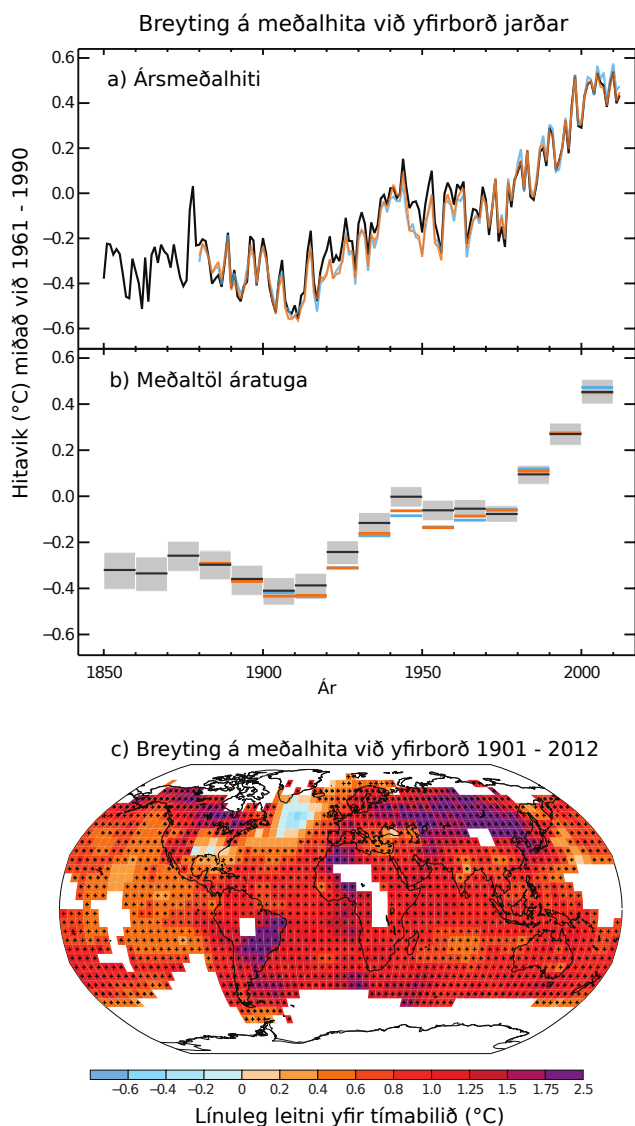 Breyting á meðalhita við yfirborð jarðar
Hitavik (°C) miðað við 1961 - 1990
a) Ársmeðalhiti
0.6
0.4
0.2
0.0
−0.2
−0.4
−0.6
b) Meðaltöl áratuga
0.6
0.4
0.2
0.0
−0.2
−0.4
−0.6
1850 1900 1950 2000
Ár
c) Breyting á meðalhita við yfirborð 1901 - 2012
−0.6 −0.4 −0.2 0 0.2 0.4 0.6 0.8 1.0 1.25 1.5 1.75 2.5
Línuleg leitni yfir tímabilið (°C)